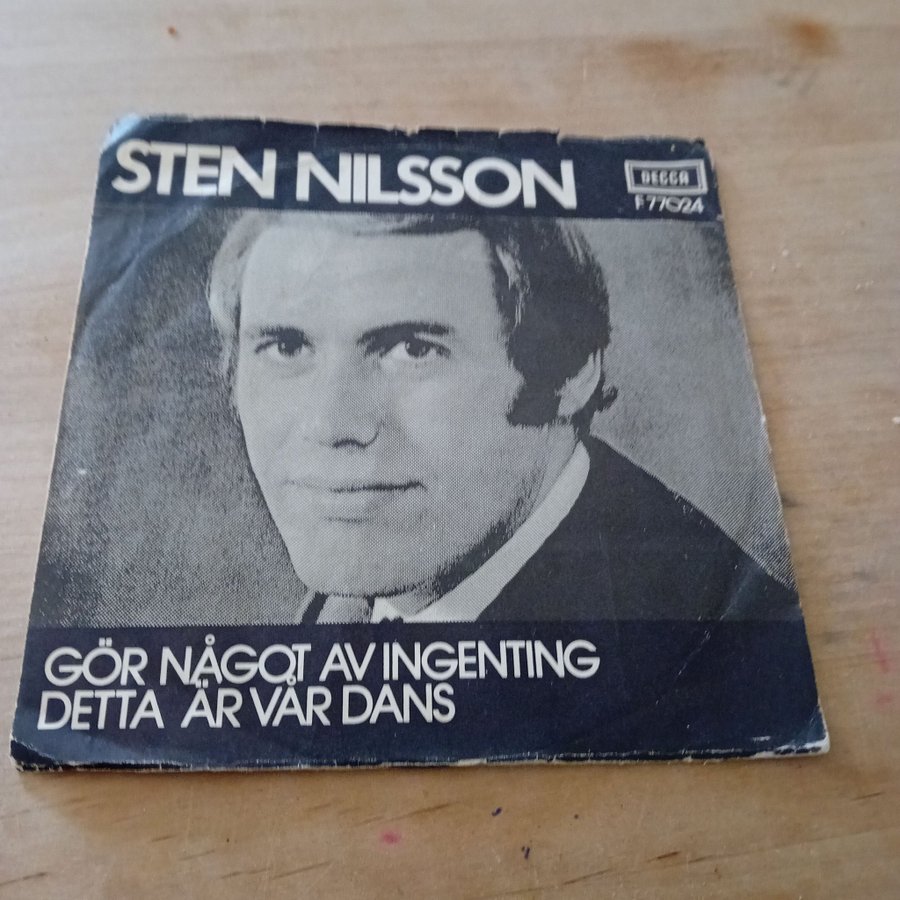 STEN NILSSON
DECCA
F 77024
GÖR NÅGOT AV INGENTING
DETTA ÄR VÅR DANS